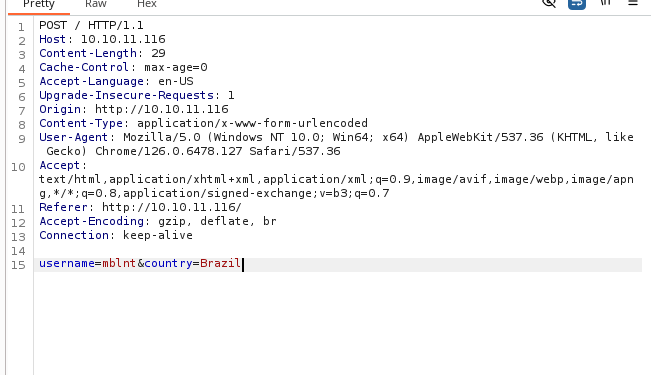 Pretty Raw Hex
\n
1 POST / HTTP/1.1
2 Host: 10.10.11.116
3 Content-Length: 29
4 Cache-Control: max-age=0
5 Accept-Language: en-US
6 Upgrade-Insecure-Requests: 1
7 Origin: http://10.10.11.116
8 Content-Type: application/x-www-form-urlencoded
9 User-Agent: Mozilla/5.0 (Windows NT 10.0; Win64; x64) AppleWebKit/537.36 (KHTML, like
Gecko) Chrome/126.0.6478.127 Safari/537.36
10 Accept:
text/html,application/xhtml+xml,application/xml;q=0.9,image/avif,image/webp,image/apn
g,*/*;q=0.8,application/signed-exchange;v=b3;q=0.7
11 Referer: http://10.10.11.116/
12 Accept-Encoding: gzip, deflate, br
13 Connection: keep-alive
14
15 username=mblnt&country=Brazil